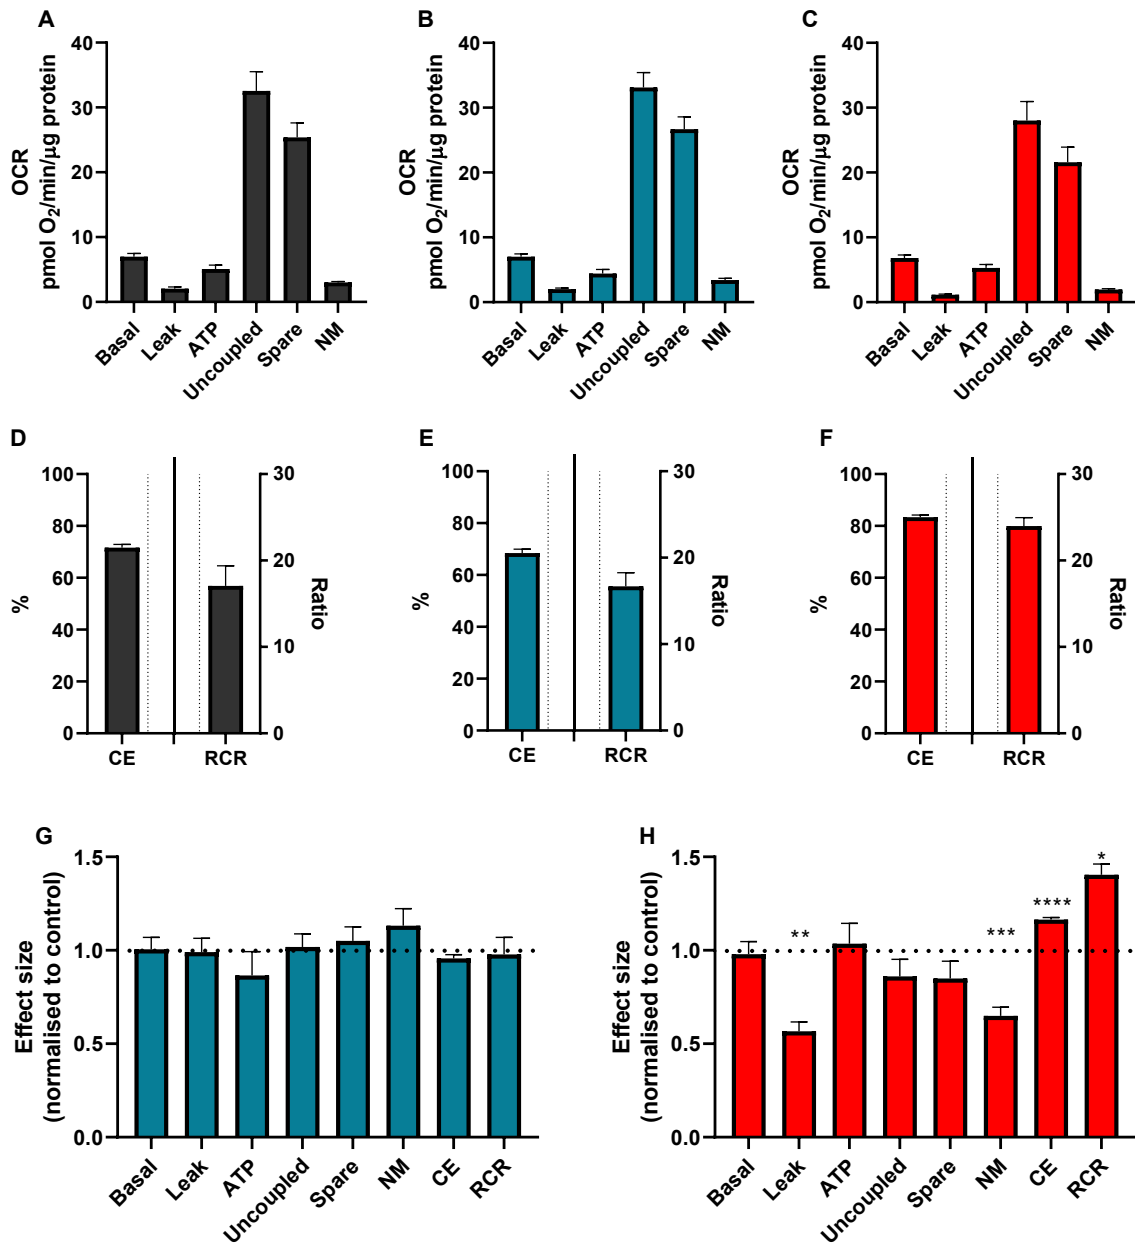 A
OCR
pmol O2/min/μg protein
40
30
20
10
0
Basal
Leak
ATP
Uncoupled
Spare
NM
B
OCR
pmol O2/min/μg protein
40
30
20
10
0
Basal
Leak
ATP
Uncoupled
Spare
NM
C
OCR
pmol O2/min/μg protein
40
30
20
10
0
Basal
Leak
ATP
Uncoupled
Spare
NM
D
%
100
80
60
40
20
0
CE
RCR
30
20
10
0
Ratio
E
%
100
80
60
40
20
0
CE
RCR
30
20
10
0
Ratio
F
%
100
80
60
40
20
0
CE
RCR
30
20
10
0
Ratio
G
Effect size
(normalised to control)
1.5
1.0
0.5
0.0
Basal
Leak
ATP
Uncoupled
Spare
NM
CE
RCR
H
Effect size
(normalised to control)
1.5
1.0
0.5
0.0
**
***
****
*
Basal
Leak
ATP
Uncoupled
Spare
NM
CE
RCR